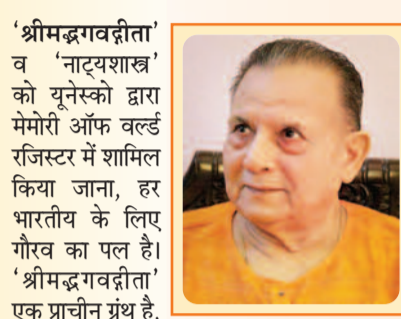 ‘श्रीमद्भगवद्गीता’
व ‘नाट्यशास्त्र’
को यूनेस्को द्वारा
मेमोरी ऑफ वर्ल्ड
रजिस्टर में शामिल
किया जाना, हर
भारतीय के लिए
गौरव का पल है।
‘श्रीमद्भगवद्गीता’
एक प्राचीन ग्रंथ है,